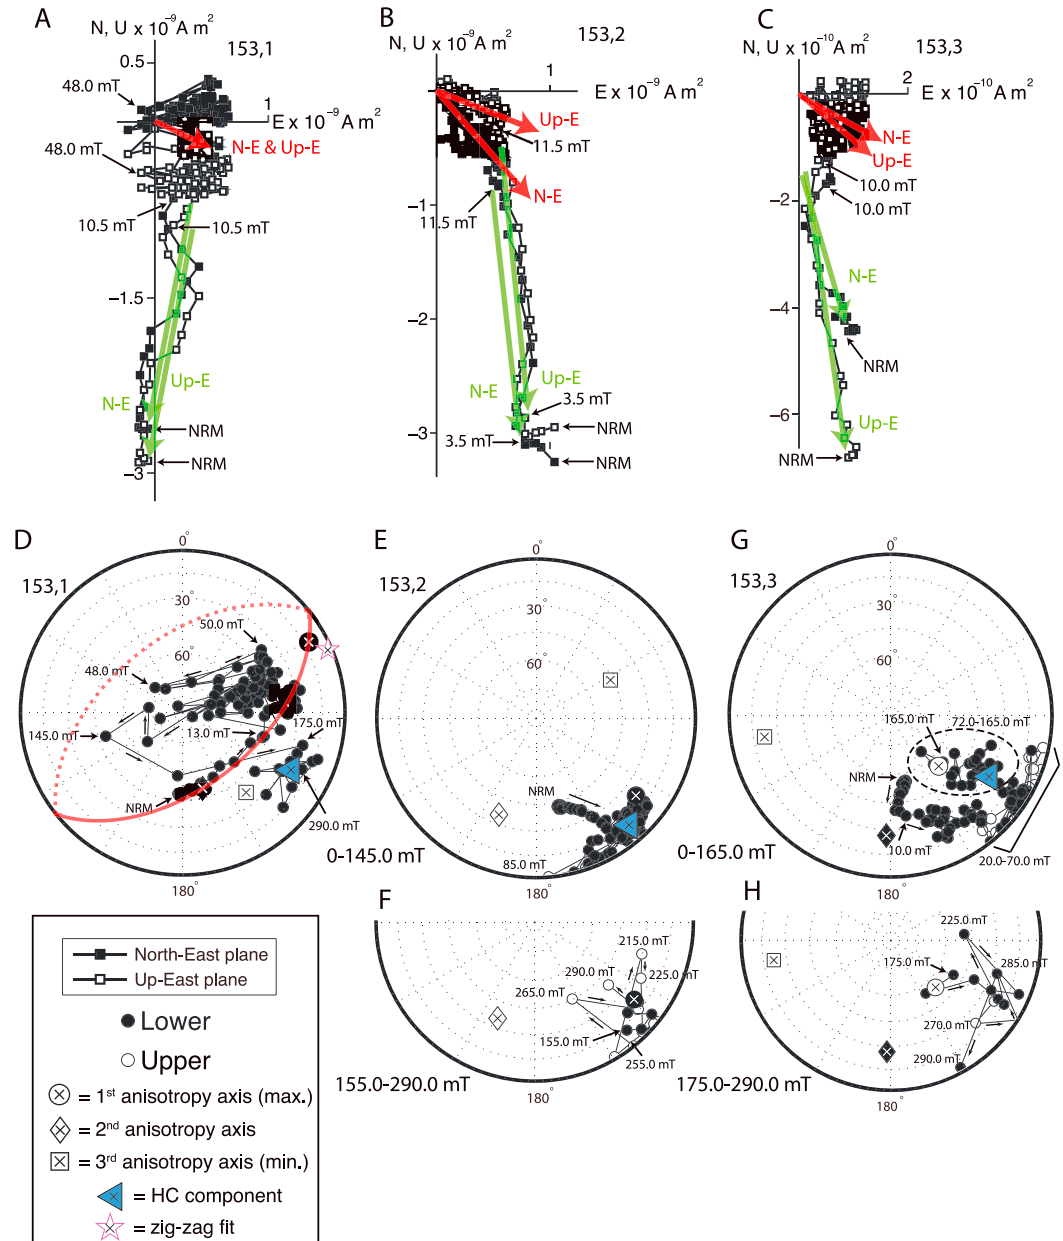 A
N, U x 10⁻⁹A m²
153,1
0.5
48.0 mT
1
E x 10⁻⁹A m²
N-E & Up-E
48.0 mT
10.5 mT
10.5 mT
−1.5
Up-E
N-E
NRM
NRM
−3
B
N, U x 10⁻⁹A m²
153,2
1
E x 10⁻⁹A m²
Up-E
11.5 mT
N-E
−1
11.5 mT
−2
N-E
Up-E
3.5 mT
NRM
−3
3.5 mT
NRM
C
N, U x 10⁻¹⁰A m²
153,3
2
E x 10⁻¹⁰A m²
N-E
Up-E
10.0 mT
10.0 mT
−2
N-E
−4
NRM
−6
Up-E
NRM
D
153,1
0°
30
50.0 mT
60
48.0 mT
175.0 mT
145.0 mT
13.0 mT
NRM
290.0 mT
180°
E
153,2
0°
30
60
NRM
85.0 mT
0-145.0 mT
180°
G
153,3
0°
30
60
165.0 mT
72.0-165.0 mT
NRM
10.0 mT
20.0-70.0 mT
0-165.0 mT
180°
F
215.0 mT
290.0 mT
225.0 mT
265.0 mT
155.0 mT
255.0 mT
155.0-290.0 mT
180°
H
225.0 mT
175.0 mT
285.0 mT
270.0 mT
290.0 mT
175.0-290.0 mT
180°
North-East plane
Up-East plane
Lower
Upper
= 1st anisotropy axis (max.)
= 2nd anisotropy axis
= 3rd anisotropy axis (min.)
= HC component
= zig-zag fit